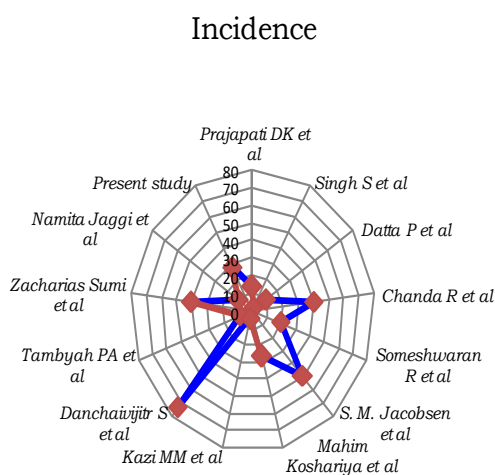 Incidence
Prajapati DK et
al
Singh S et al
Datta P et al
Chanda R et al
Someshwaran
R et al
S. M. Jacobsen
et al
Mahim
Koshariya et al
Kazi MM et al
Danchaivijitr S
et al
Tambyah PA et
al
Zacharias Sumi
et al
Namita Jaggi et
al
Present study
80
70
60
50
40
30
20
10
0